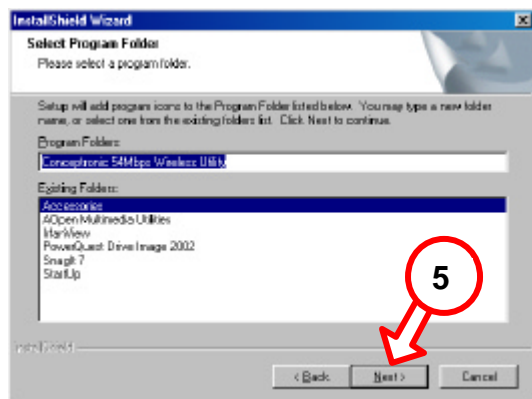 InstallShield Wizard
Select Program Folder
Please select a program folder.
Setup will add program icons to the Program Folder listed below. You may type a new folder
name, or select one from the existing folders list. Click Next to continue.
Program Folders:
Conceptronic 54Mbps Wireless Utility
Existing Folders:
Accessories
AOpen Multimedia Utilities
IrfanView
PowerQuest Drive Image 2002
SnagIt 7
StartUp
5
InstallShield
< Back
Next >
Cancel